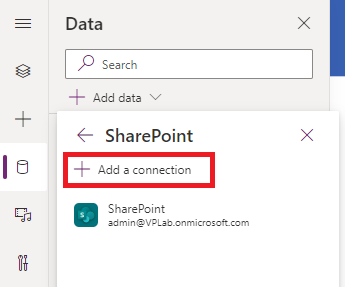 Data
Search
Add data
SharePoint
Add a connection
SharePoint
admin@VPLab.onmicrosoft.com